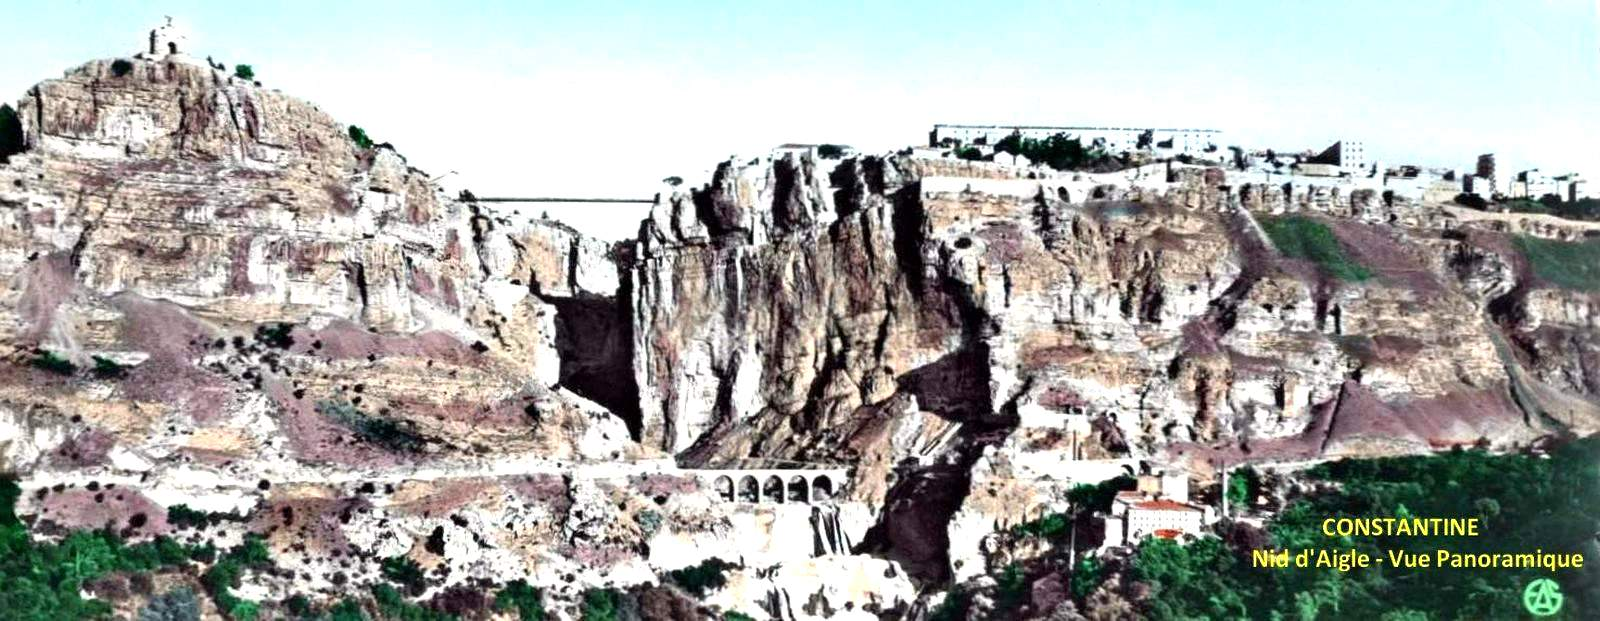 CONSTANTINE
Nid d'Aigle - Vue Panoramique